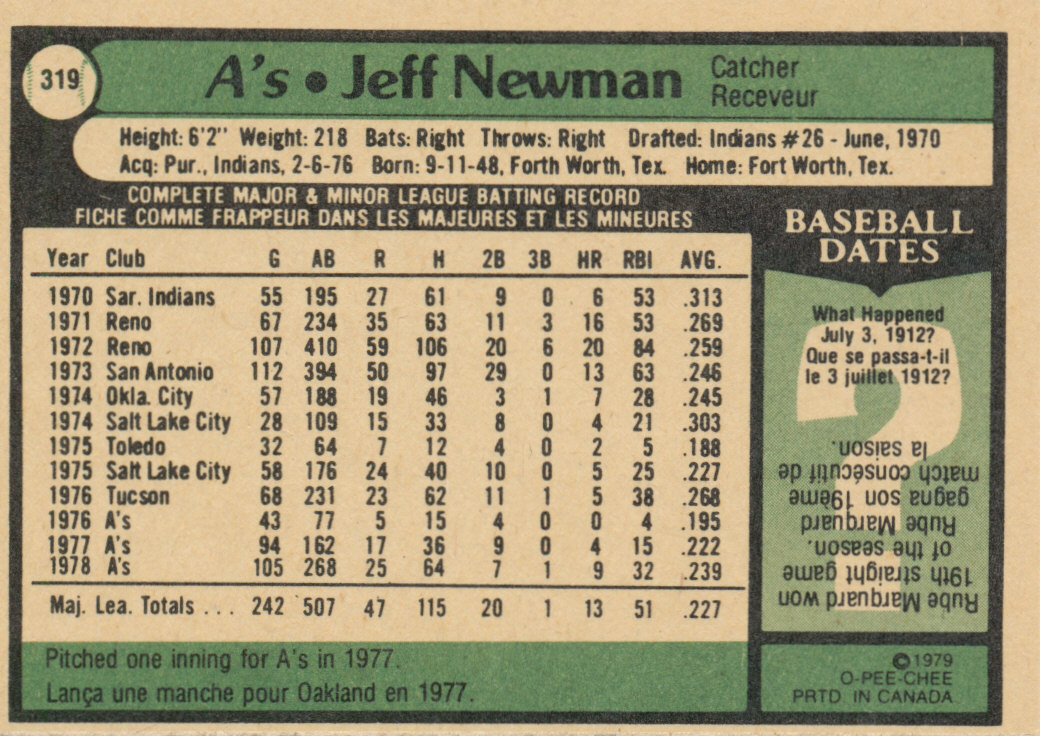 319
A's • Jeff Newman
Catcher
Receveur
Height: 6'2" Weight: 218 Bats: Right Throws: Right Drafted: Indians #26 - June, 1970
Acq: Pur., Indians, 2-6-76 Born: 9-11-48, Forth Worth, Tex. Home: Fort Worth, Tex.
COMPLETE MAJOR & MINOR LEAGUE BATTING RECORD
FICHE COMME FRAPPEUR DANS LES MAJEURES ET LES MINEURES
Year Club G AB R H 2B 3B HR RBI AVG.
1970 Sar. Indians 55 195 27 61 9 0 6 53 .313
1971 Reno 67 234 35 63 11 3 16 53 .269
1972 Reno 107 410 59 106 20 6 20 84 .259
1973 San Antonio 112 394 50 97 29 0 13 63 .246
1974 Okla. City 57 188 19 46 3 1 7 28 .245
1974 Salt Lake City 28 109 15 33 8 0 4 21 .303
1975 Toledo 32 64 7 12 4 0 2 5 .188
1975 Salt Lake City 58 176 24 40 10 0 5 25 .227
1976 Tucson 68 231 23 62 11 1 5 38 .268
1976 A's 43 77 5 15 4 0 0 4 .195
1977 A's 94 162 17 36 9 0 4 15 .222
1978 A's 105 268 25 64 7 1 9 32 .239
Maj. Lea. Totals . . . 242 507 47 115 20 1 13 51 .227
Pitched one inning for A's in 1977.
Lança une manche pour Oakland en 1977.
BASEBALL
DATES
What Happened
July 3, 1912?
Que se passa-t-il
le 3 juillet 1912?
Rube Marquard won
19th straight game
of the season.
Rube Marquard
gagna son 19ème
match consécutif de
la saison.
©1979
O-PEE-CHEE
PRTD. IN CANADA